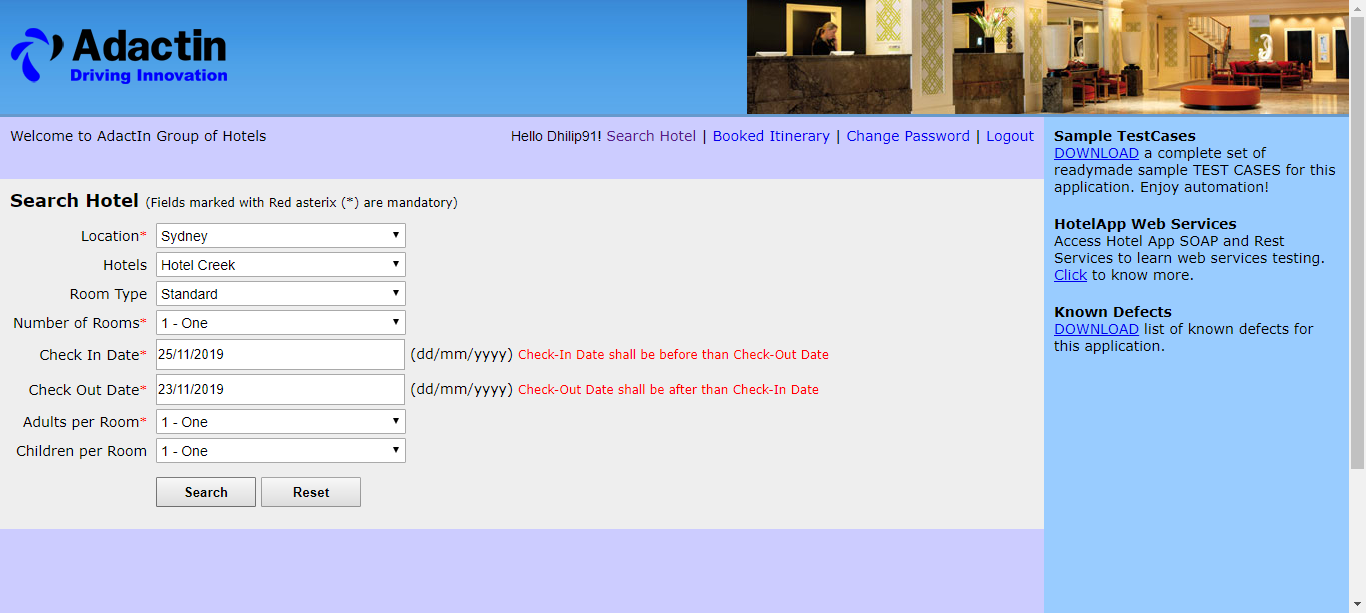 Adactin
Driving Innovation
Welcome to AdactIn Group of Hotels
Hello Dhilip91! Search Hotel | Booked Itinerary | Change Password | Logout
Search Hotel (Fields marked with Red asterix (*) are mandatory)
Location* Sydney
Hotels Hotel Creek
Room Type Standard
Number of Rooms* 1 - One
Check In Date* 25/11/2019 (dd/mm/yyyy) Check-In Date shall be before than Check-Out Date
Check Out Date* 23/11/2019 (dd/mm/yyyy) Check-Out Date shall be after than Check-In Date
Adults per Room* 1 - One
Children per Room 1 - One
Search Reset
Sample TestCases
DOWNLOAD a complete set of
readymade sample TEST CASES for this
application. Enjoy automation!
HotelApp Web Services
Access Hotel App SOAP and Rest
Services to learn web services testing.
Click to know more.
Known Defects
DOWNLOAD list of known defects for
this application.